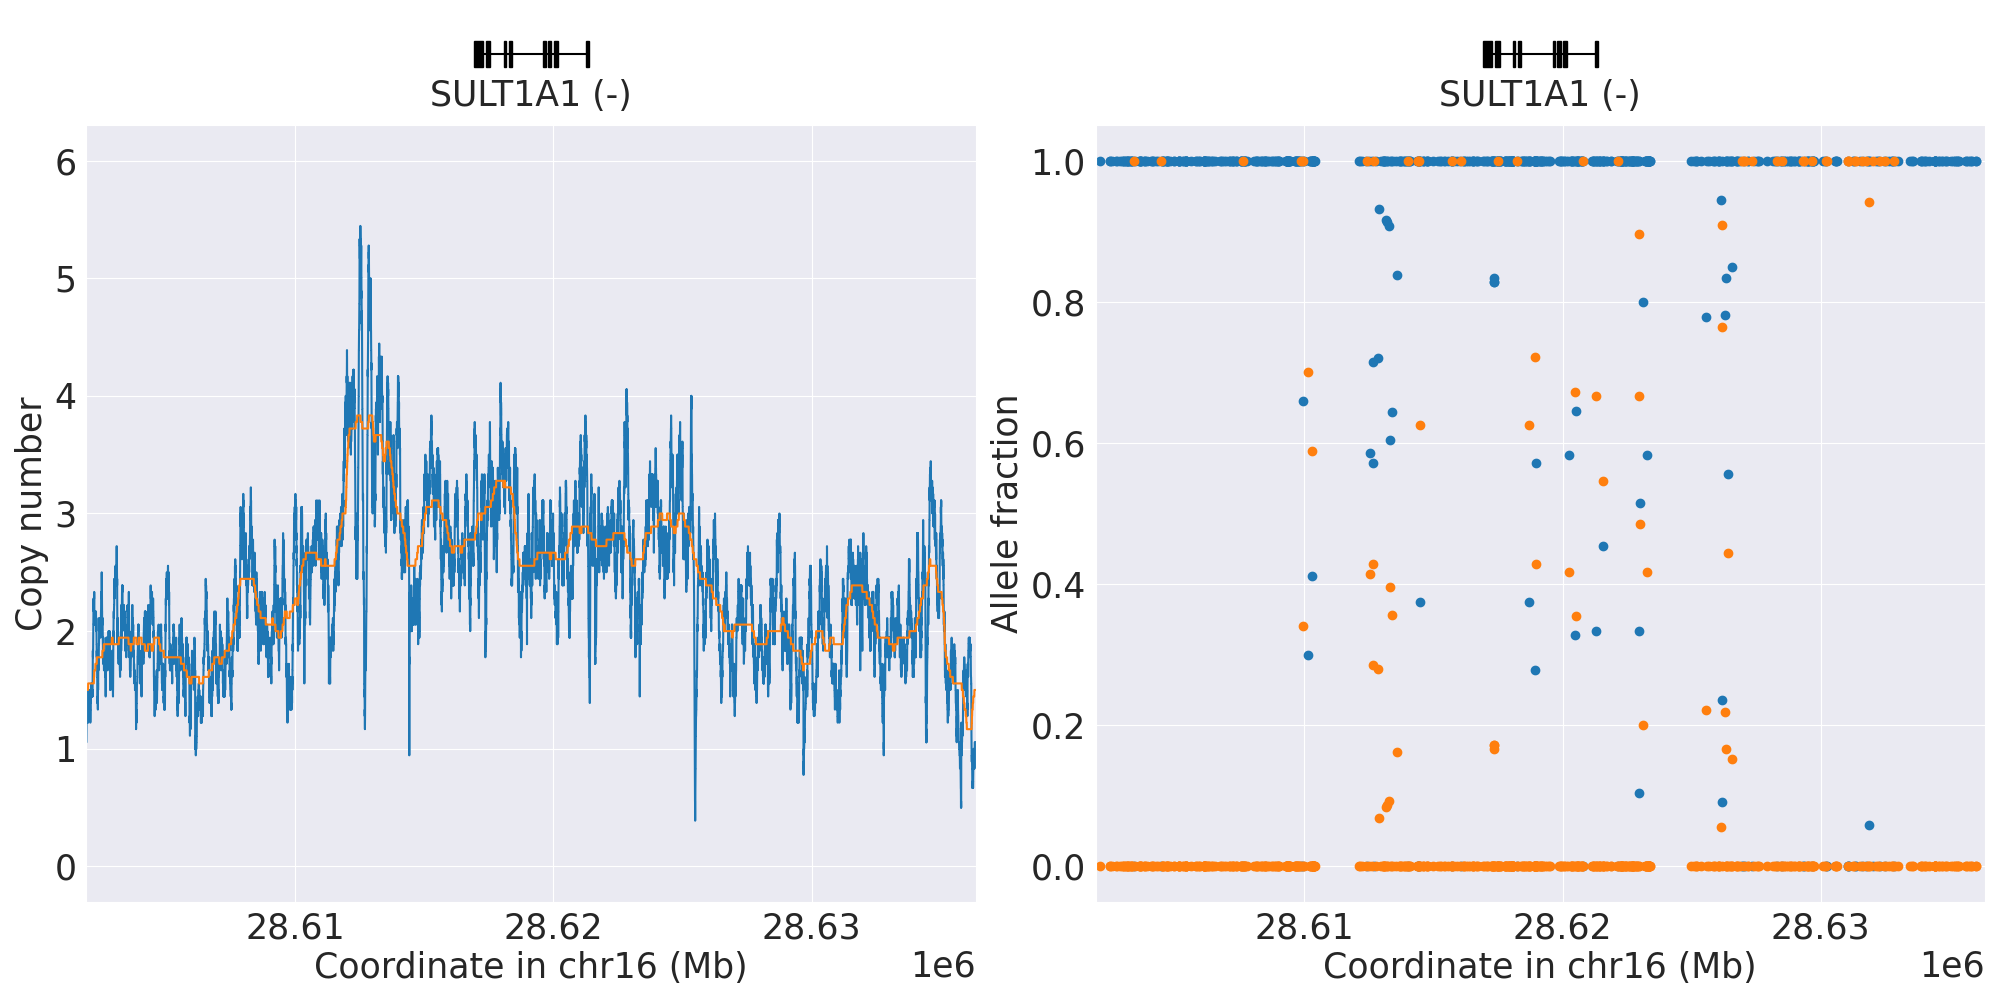 SULT1A1 (-)
Copy number
6
5
4
3
2
1
0
28.61
28.62
28.63
Coordinate in chr16 (Mb)
1e6
SULT1A1 (-)
Allele fraction
1.0
0.8
0.6
0.4
0.2
0.0
28.61
28.62
28.63
Coordinate in chr16 (Mb)
1e6